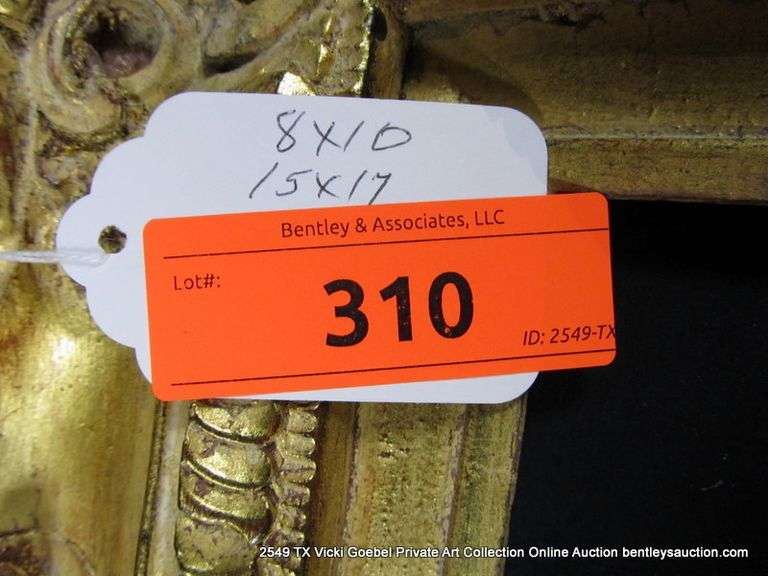 8X10
15X17
Bentley & Associates, LLC
Lot#:
310
ID: 2549-TX
2549 TX Vicki Goebel Private Art Collection Online Auction bentleysauction.com